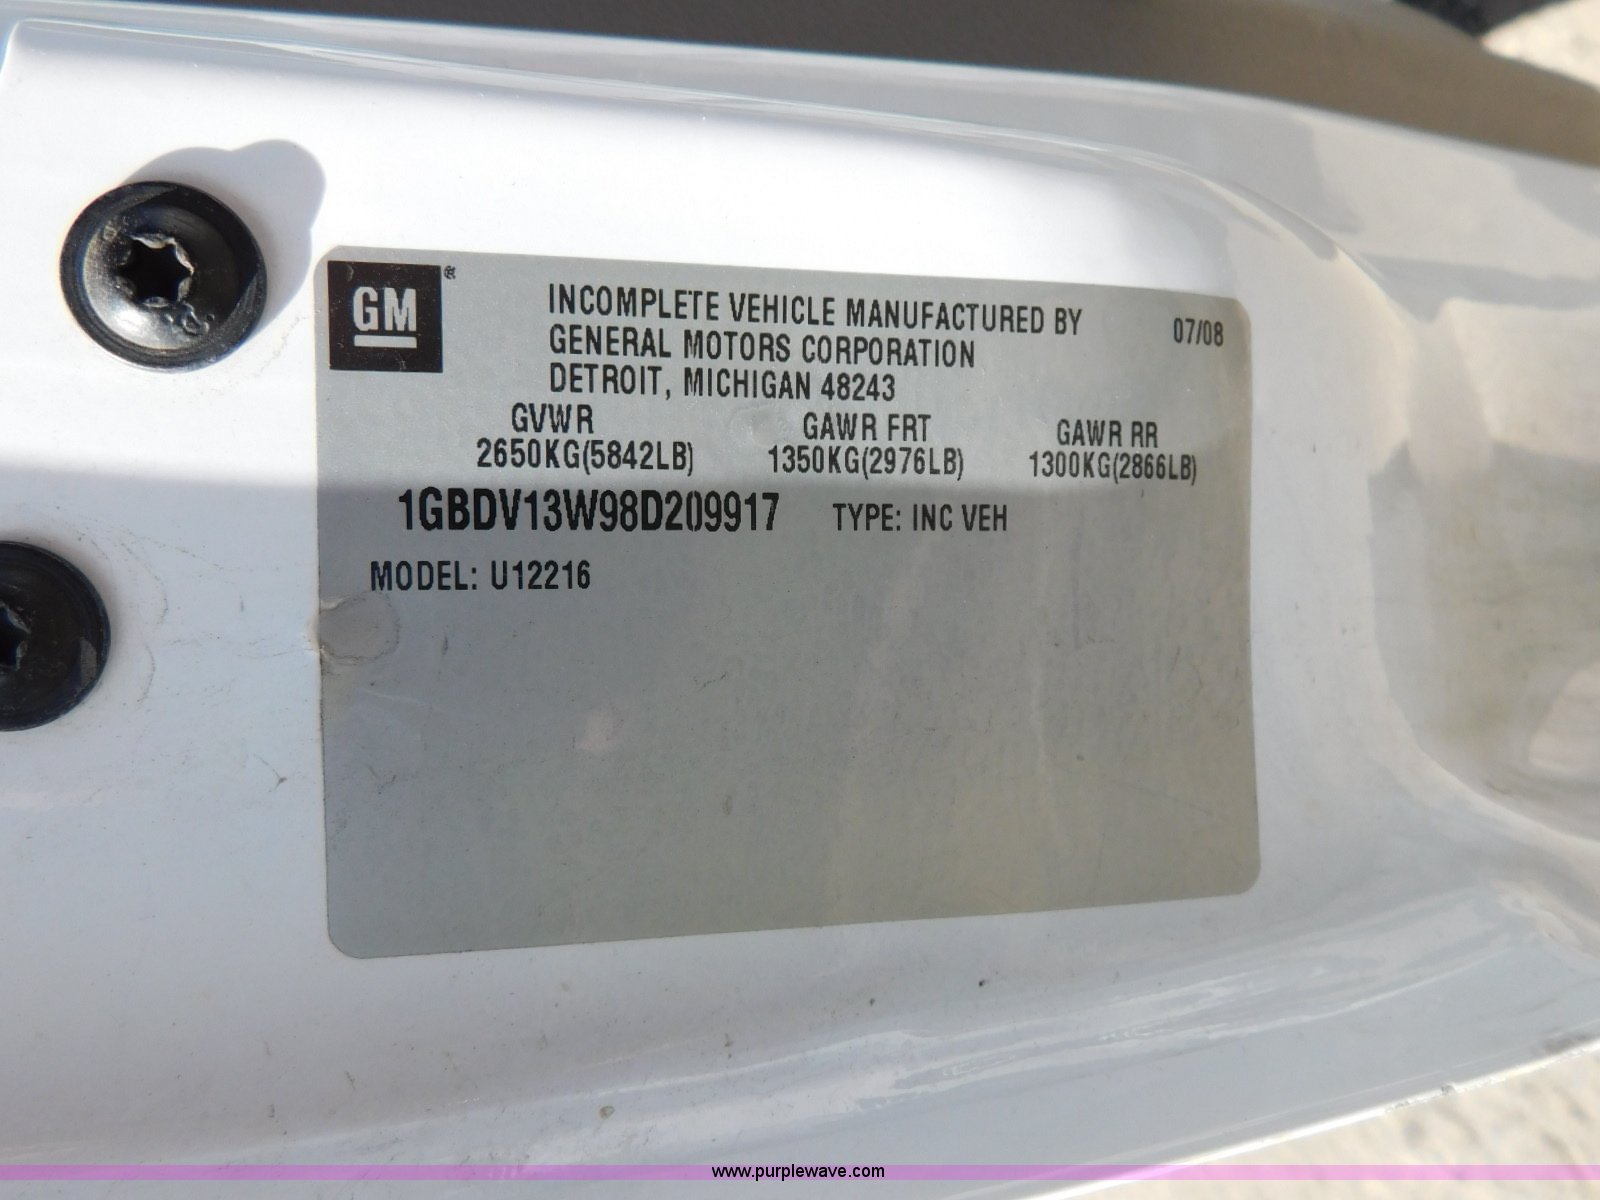 GM®
INCOMPLETE VEHICLE MANUFACTURED BY 07/08
GENERAL MOTORS CORPORATION
DETROIT, MICHIGAN 48243
GVWR GAWR FRT GAWR RR
2650KG(5842LB) 1350KG(2976LB) 1300KG(2866LB)
1GBDV13W98D209917 TYPE: INC VEH
MODEL: U12216
www.purplewave.com